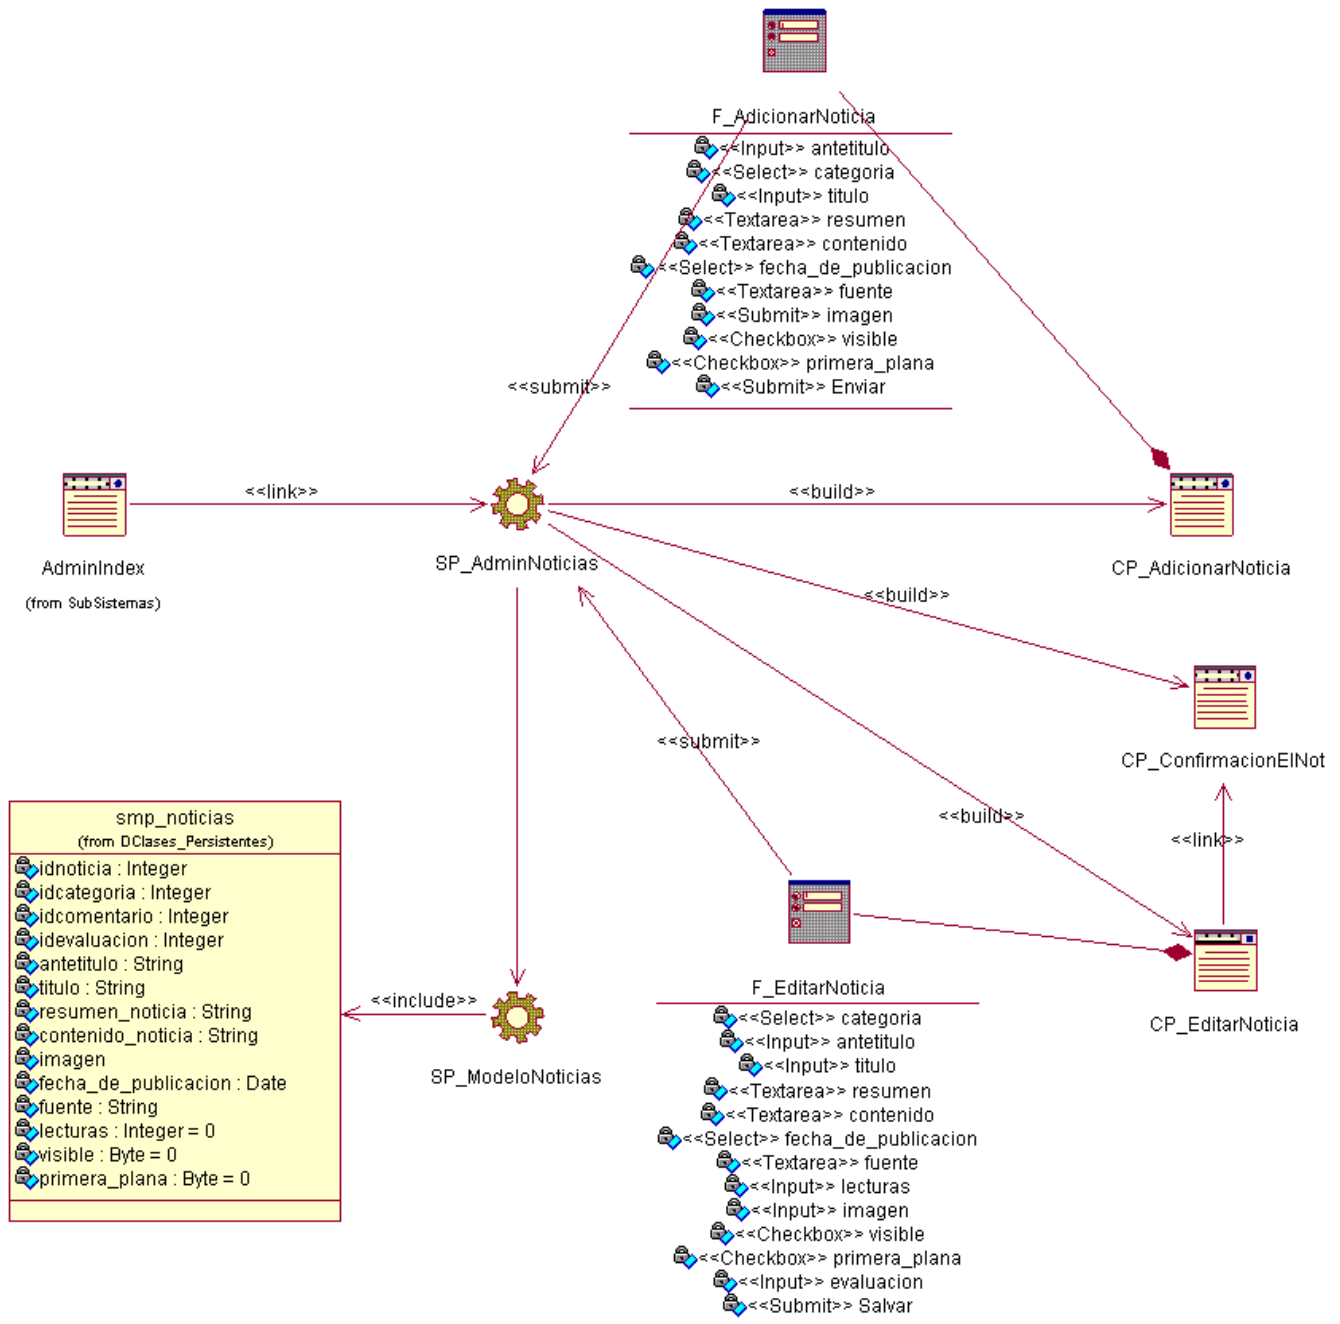 F_AdicionarNoticia
<<Input>> antetitulo
<<Select>> categoria
<<Input>> titulo
<<Textarea>> resumen
<<Textarea>> contenido
<<Select>> fecha_de_publicacion
<<Textarea>> fuente
<<Submit>> imagen
<<Checkbox>> visible
<<Checkbox>> primera_plana
<<Submit>> Enviar
<<submit>>
<<link>>
<<build>>
AdminIndex
(from SubSistemas)
SP_AdminNoticias
CP_AdicionarNoticia
<<build>>
<<submit>>
CP_ConfirmacionElNot
<<build>>
<<link>>
smp_noticias
(from DClases_Persistentes)
idnoticia : Integer
idcategoria : Integer
idcomentario : Integer
idevaluacion : Integer
antetitulo : String
titulo : String
resumen_noticia : String
contenido_noticia : String
imagen
fecha_de_publicacion : Date
fuente : String
lecturas : Integer = 0
visible : Byte = 0
primera_plana : Byte = 0
<<include>>
SP_ModeloNoticias
F_EditarNoticia
<<Select>> categoria
<<Input>> antetitulo
<<Input>> titulo
<<Textarea>> resumen
<<Textarea>> contenido
<<Select>> fecha_de_publicacion
<<Textarea>> fuente
<<Input>> lecturas
<<Input>> imagen
<<Checkbox>> visible
<<Checkbox>> primera_plana
<<Input>> evaluacion
<<Submit>> Salvar
CP_EditarNoticia